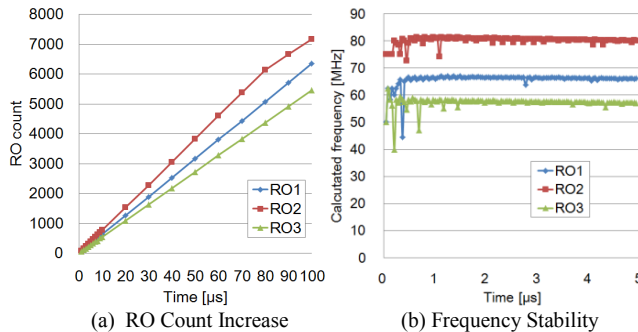 8000
7000
6000
5000
4000
3000
2000
1000
0
RO count
RO1
RO2
RO3
0 10 20 30 40 50 60 70 80 90 100
Time [µs]
(a) RO Count Increase
90
80
70
60
50
40
30
20
10
0
Calcutated frequency [MHz]
RO1
RO2
RO3
0 1 2 3 4 5
Time [µs]
(b) Frequency Stability